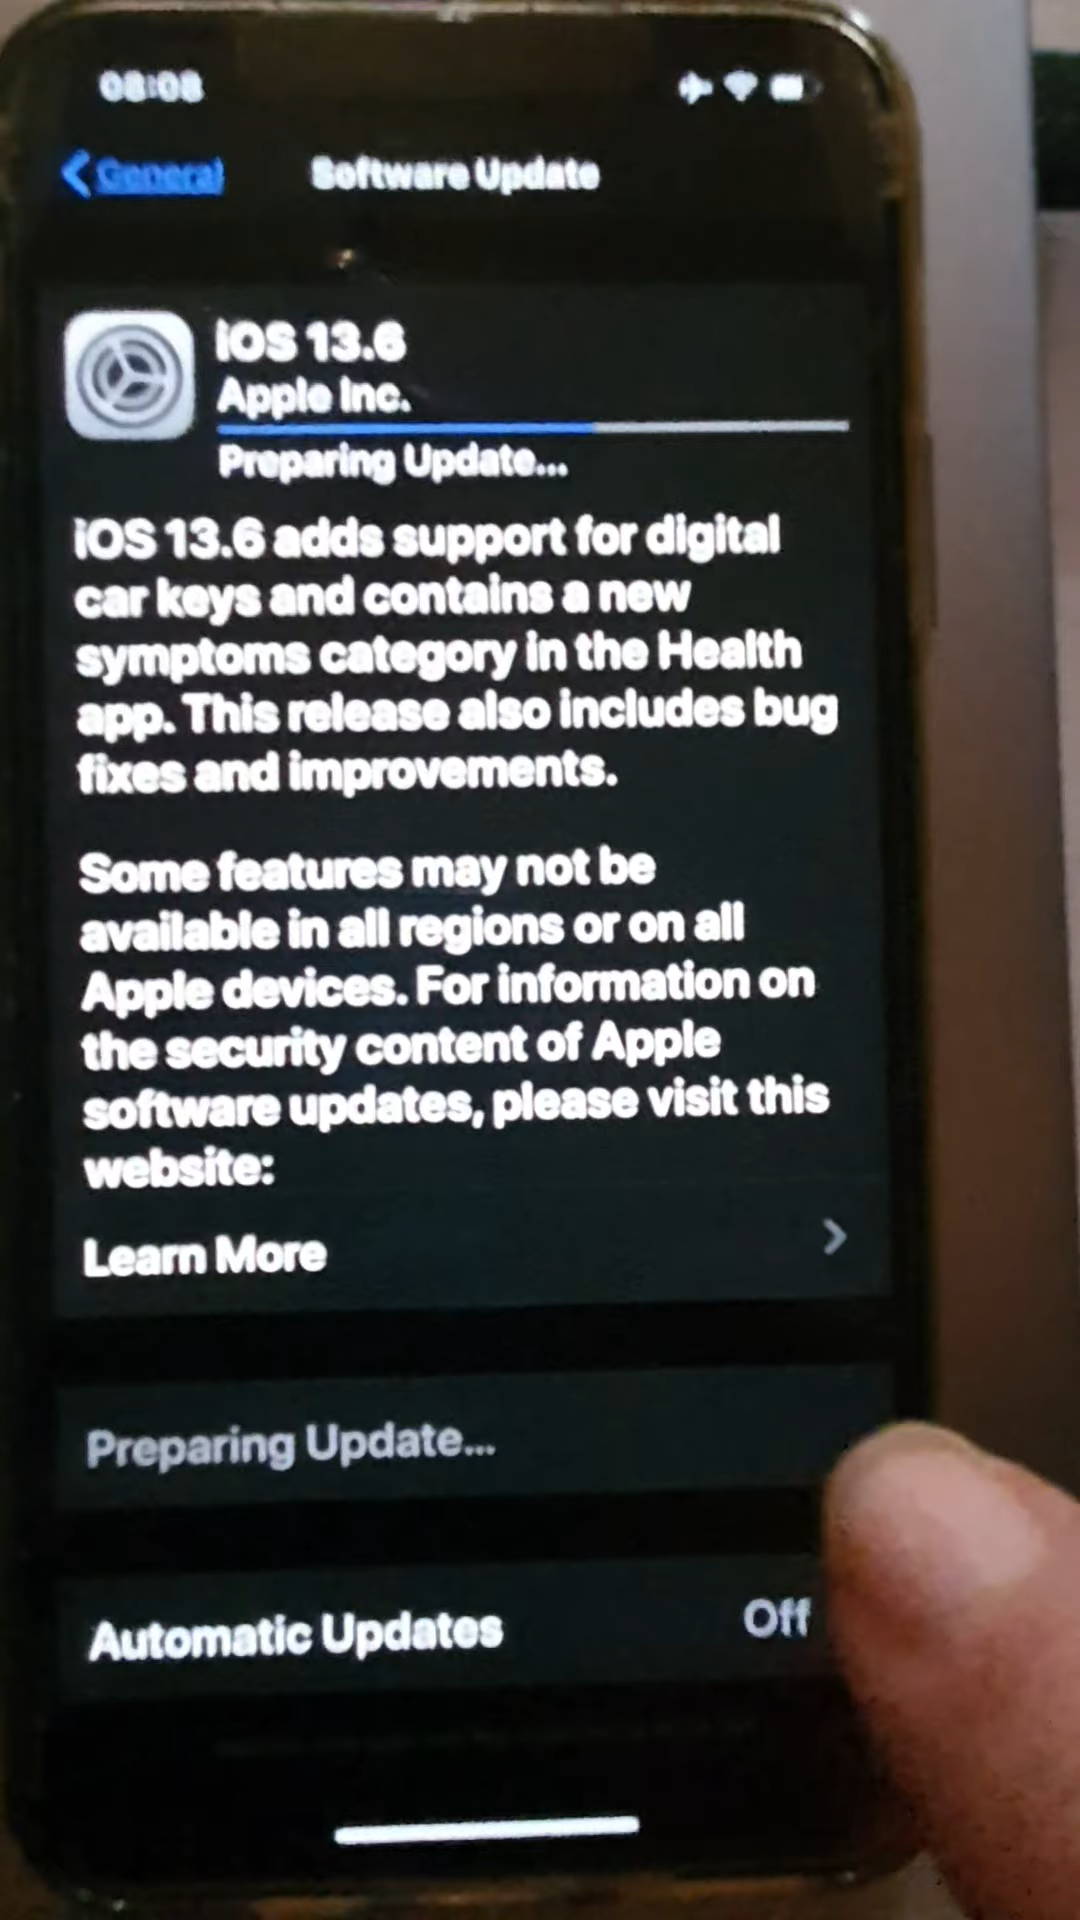 08:08
General
Software Update
iOS 13.6
Apple Inc.
Preparing Update...
iOS 13.6 adds support for digital
car keys and contains a new
symptoms category in the Health
app. This release also includes bug
fixes and improvements.
Some features may not be
available in all regions or on all
Apple devices. For information on
the security content of Apple
software updates, please visit this
website:
Learn More
Preparing Update...
Automatic Updates
Off